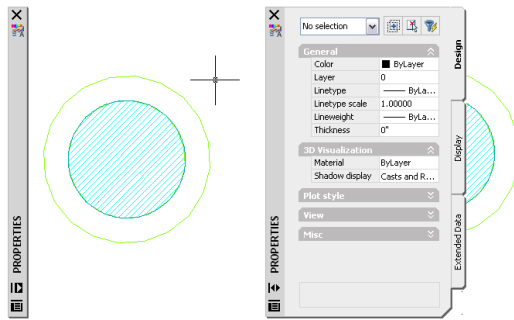 PROPERTIES
PROPERTIES
No selection
General
Color ByLayer
Layer 0
Linetype ByLa...
Linetype scale 1.00000
Lineweight ByLa...
Thickness 0"
3D Visualization
Material ByLayer
Shadow display Casts and R...
Plot style
View
Misc
Design
Display
Extended Data